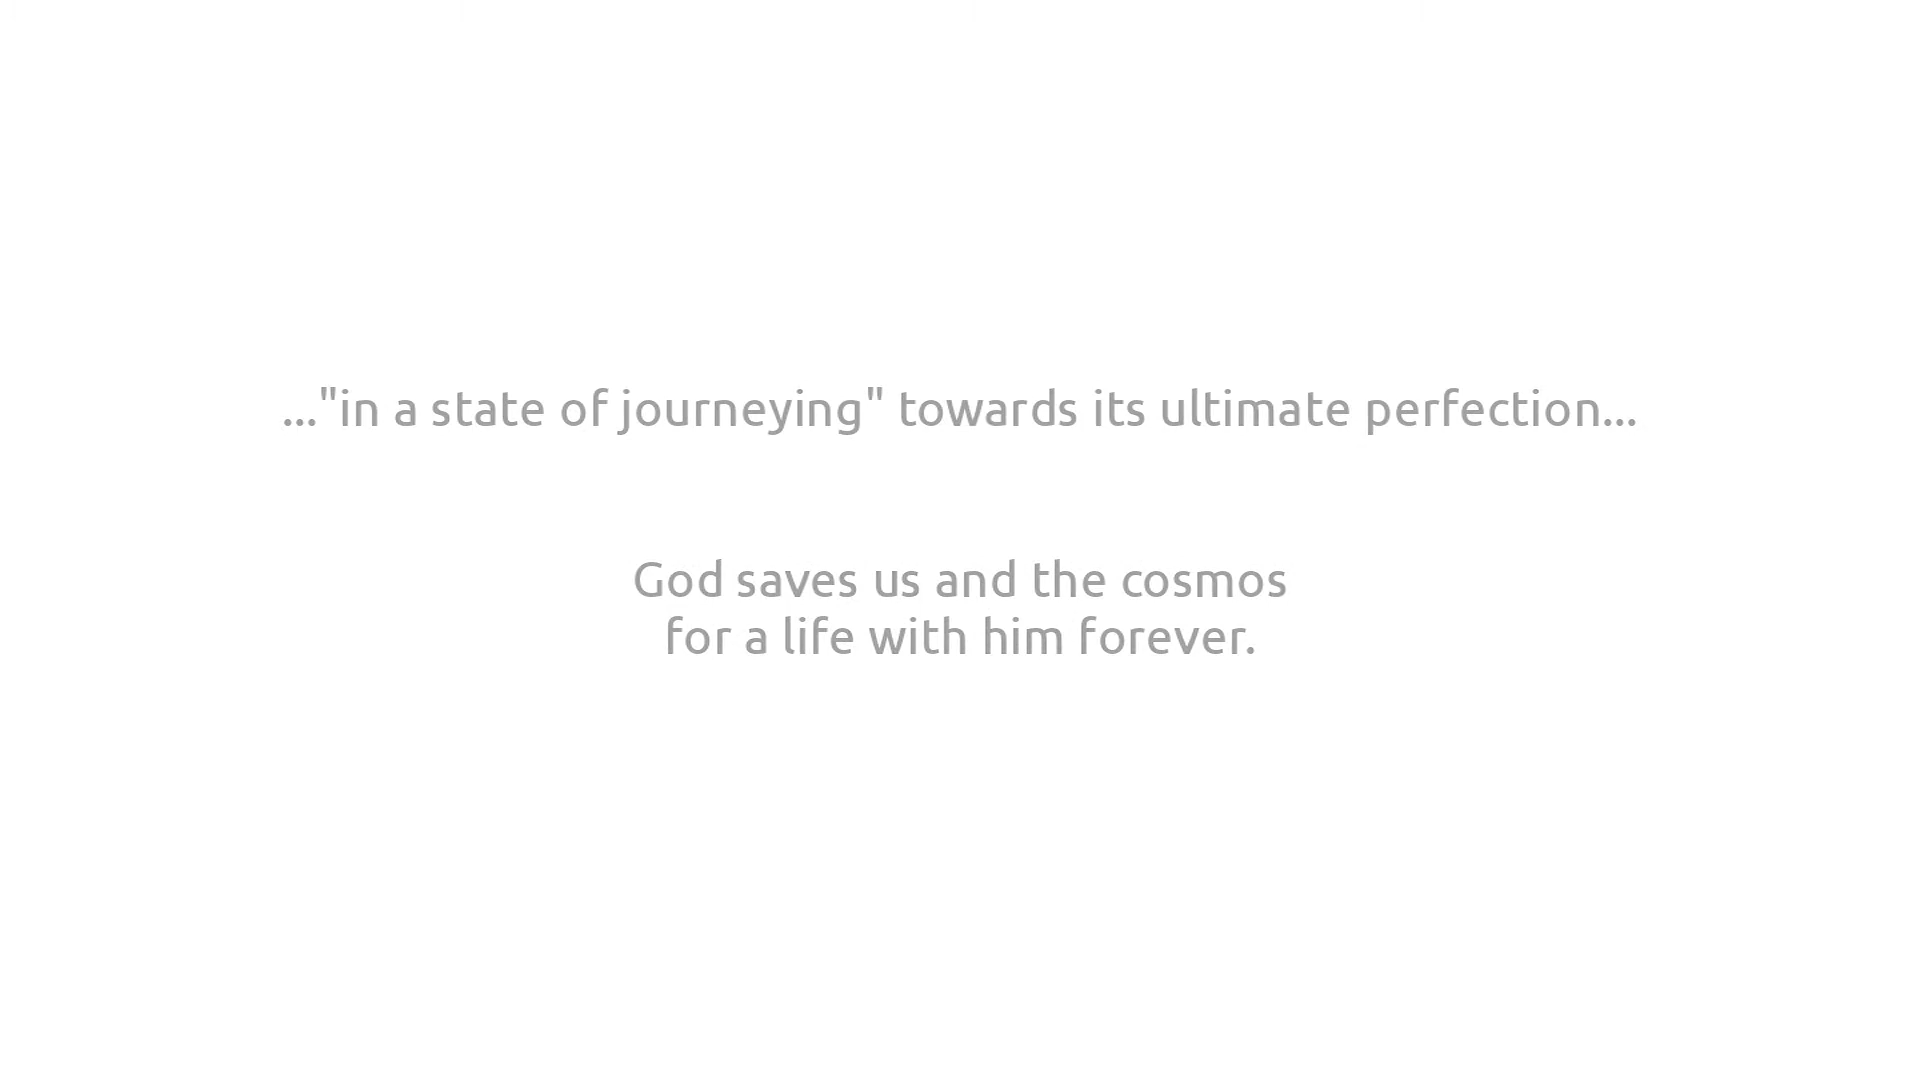 ..."in a state of journeying" towards its ultimate perfection...
God saves us and the cosmos
for a life with him forever.